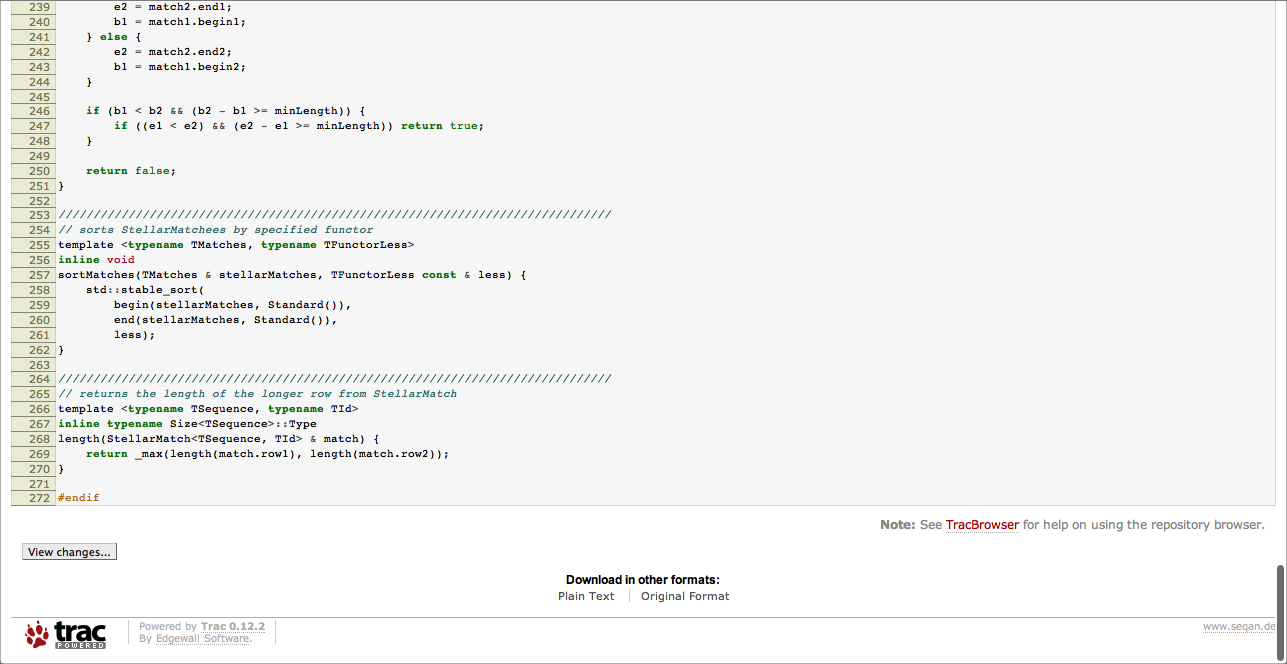 239         e2 = match2.end1;
240         b1 = match1.begin1;
241     } else {
242         e2 = match2.end2;
243         b1 = match1.begin2;
244     }
245
246     if (b1 < b2 && (b2 - b1 >= minLength)) {
247         if ((e1 < e2) && (e2 - e1 >= minLength)) return true;
248     }
249
250     return false;
251 }
252
253 ///////////////////////////////////////////////////////////////////////////////
254 // sorts StellarMatchees by specified functor
255 template <typename TMatches, typename TFunctorLess>
256 inline void
257 sortMatches(TMatches & stellarMatches, TFunctorLess const & less) {
258     std::stable_sort(
259         begin(stellarMatches, Standard()),
260         end(stellarMatches, Standard()),
261         less);
262 }
263
264 ///////////////////////////////////////////////////////////////////////////////
265 // returns the length of the longer row from StellarMatch
266 template <typename TSequence, typename TId>
267 inline typename Size<TSequence>::Type
268 length(StellarMatch<TSequence, TId> & match) {
269     return _max(length(match.row1), length(match.row2));
270 }
271
272 #endif
Note: See TracBrowser for help on using the repository browser.
View changes...
Download in other formats:
Plain Text
Original Format
trac
POWERED
Powered by Trac 0.12.2
By Edgewall Software.
www.seqan.de